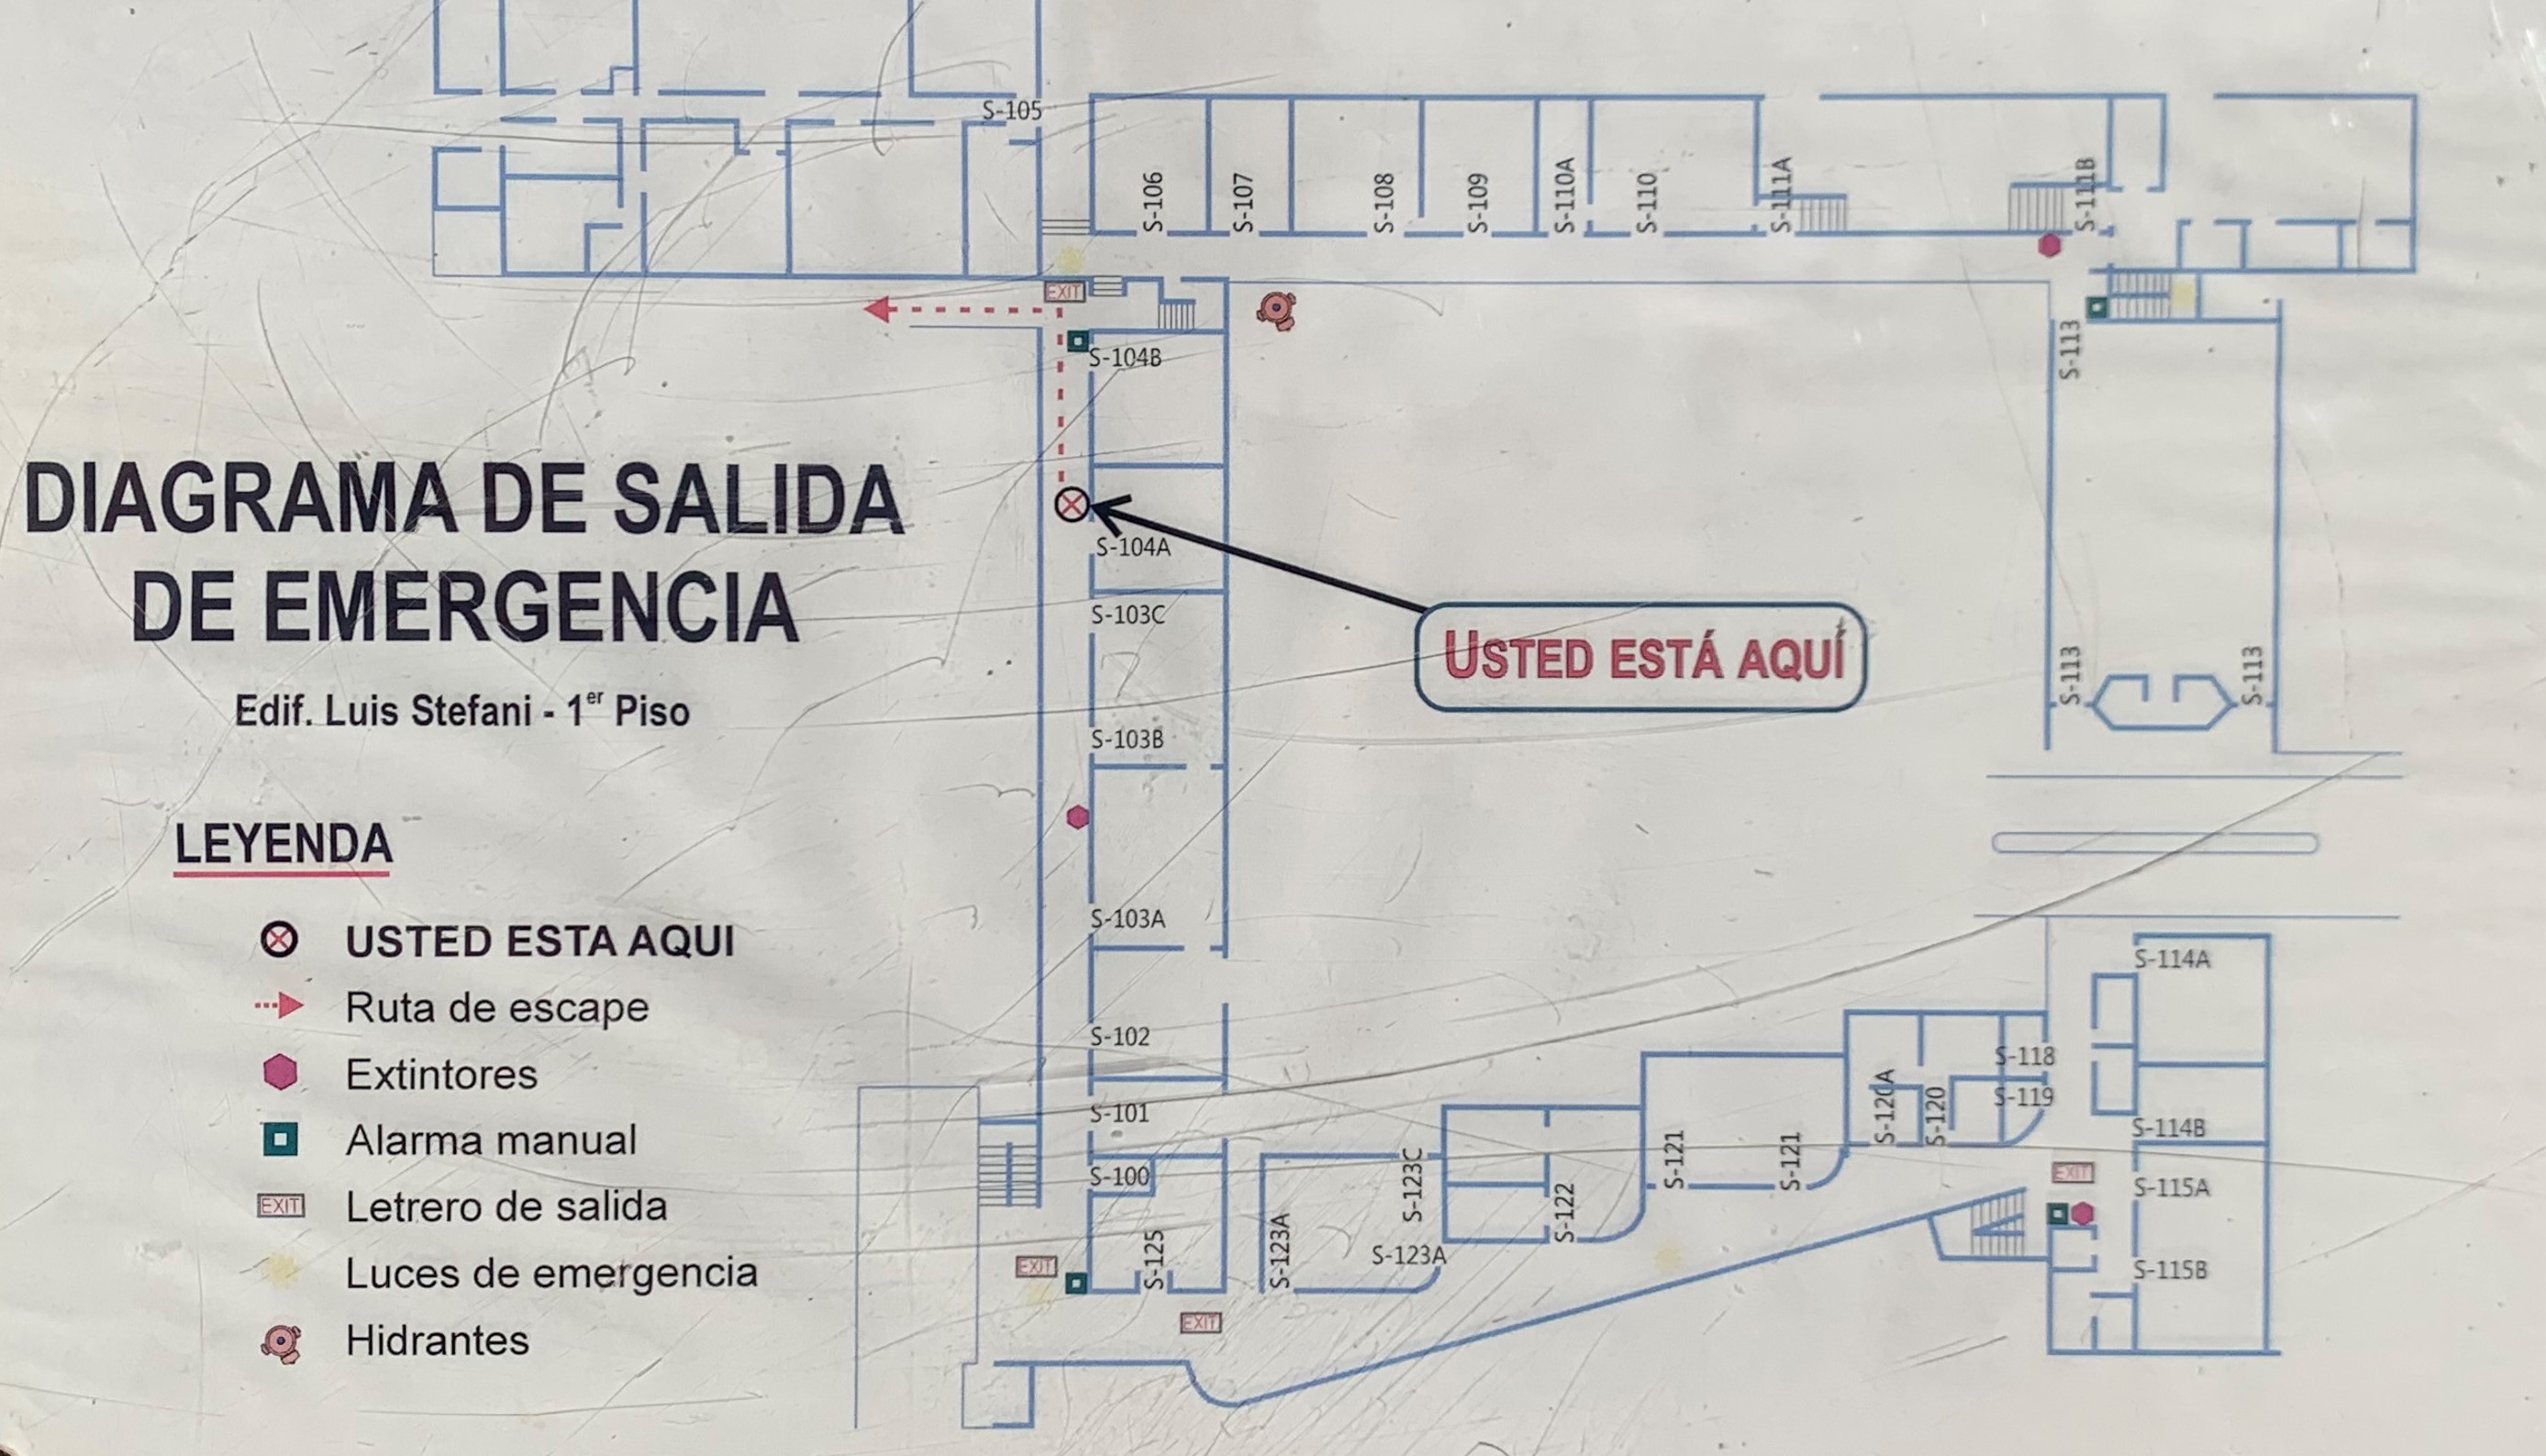 S-105
S-106
S-107
S-108
S-109
S-110A
S-110
S-111A
S-111B
EXIT
S-104B
S-113
DIAGRAMA DE SALIDA
DE EMERGENCIA
Edif. Luis Stefani - 1er Piso
S-104A
S-103C
USTED ESTÁ AQUÍ
S-113
S-113
S-103B
S-103A
S-102
S-101
S-100
S-125
S-123A
S-123C
S-123A
S-122
S-121
S-121
S-120A
S-120
S-118
S-119
S-114A
S-114B
EXIT
S-115A
S-115B
EXIT
EXIT
LEYENDA
USTED ESTA AQUI
Ruta de escape
Extintores
Alarma manual
EXIT Letrero de salida
Luces de emergencia
Hidrantes